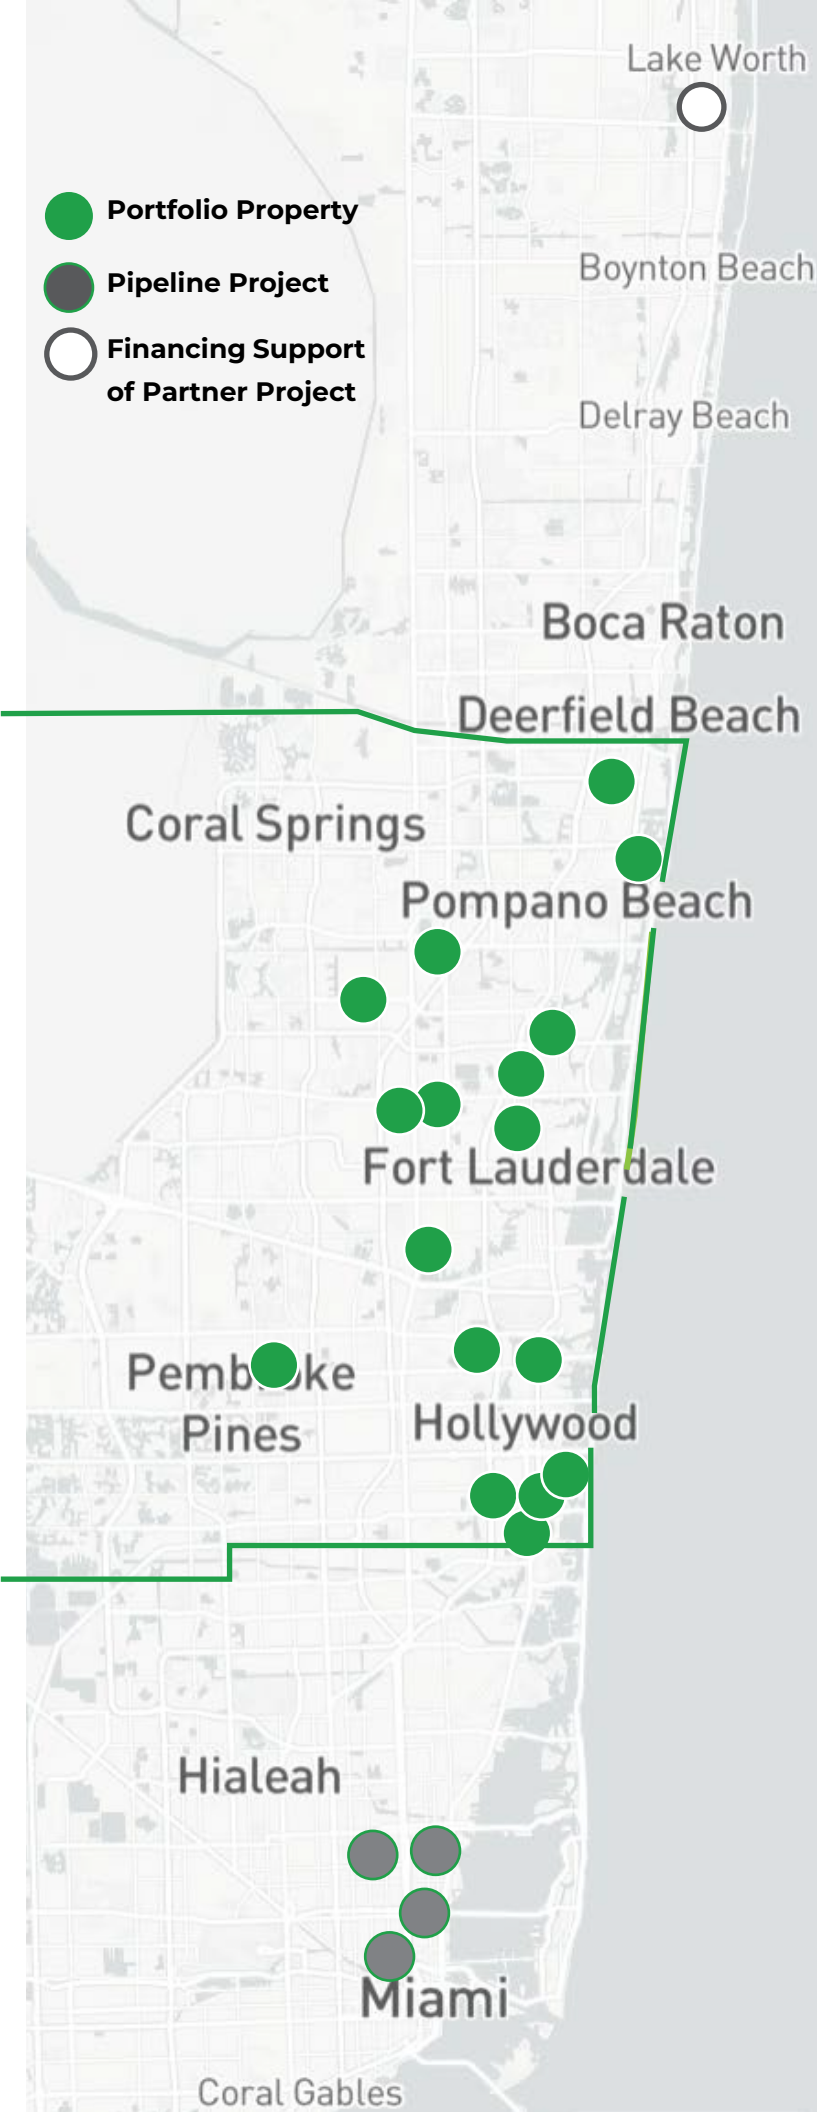 Lake Worth
Portfolio Property
Boynton Beach
Pipeline Project
Financing Support
of Partner Project
Delray Beach
Boca Raton
Deerfield Beach
Coral Springs
Pompano Beach
Fort Lauderdale
Pembroke
Pines
Hollywood
Hialeah
Miami
Coral Gables